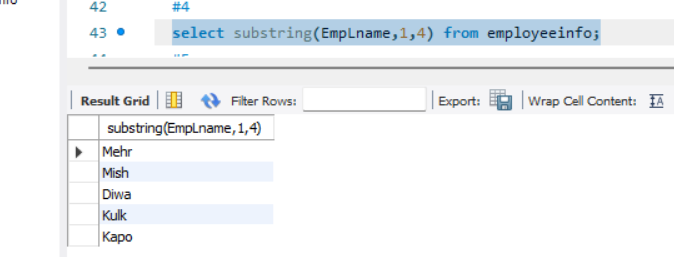 nfo
42 #4
43 select substring(EmpLname,1,4) from employeeinfo;
Result Grid Filter Rows: Export: Wrap Cell Content: IA
substring(EmpLname,1,4)
Mehr
Mish
Diwa
Kulk
Kapo